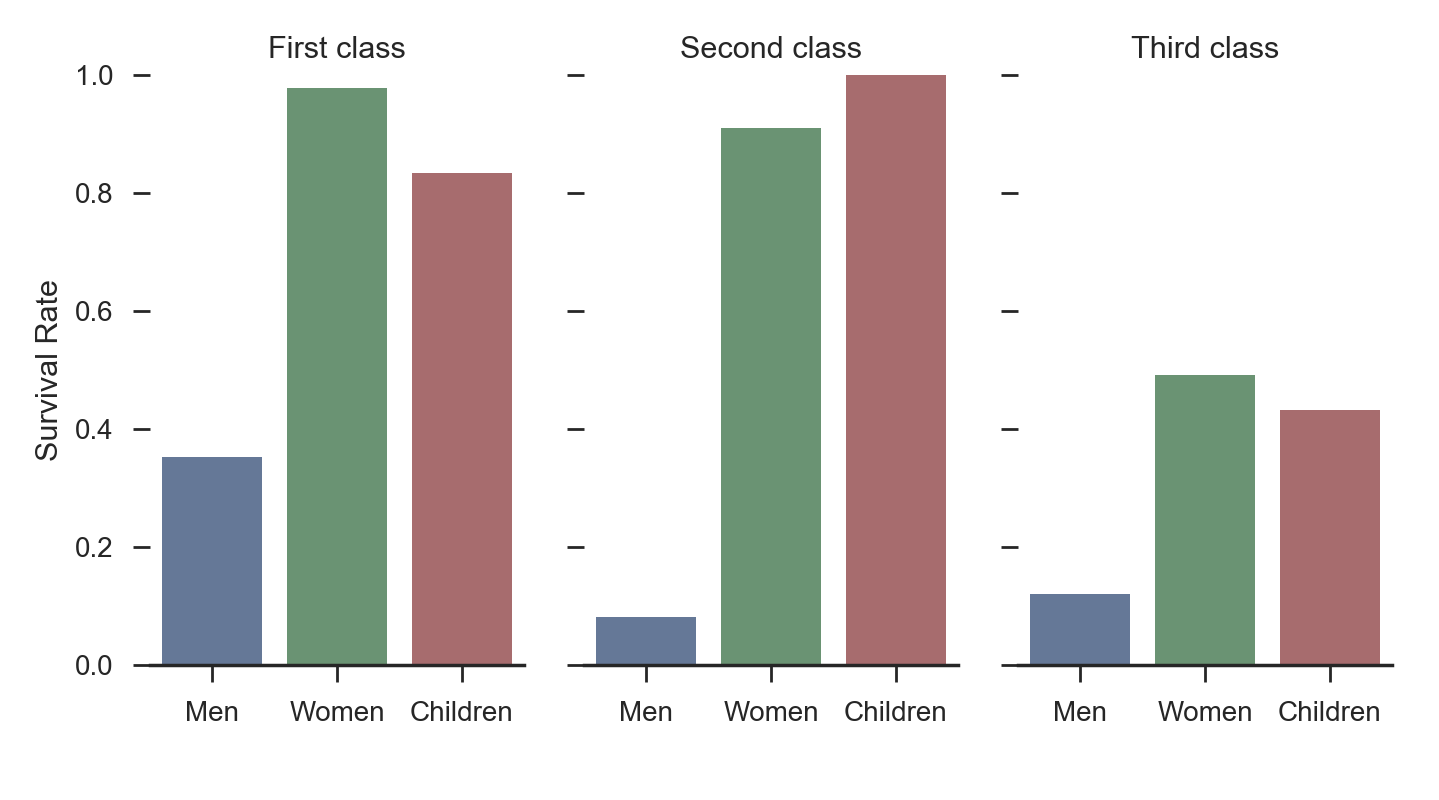 First class
Second class
Third class
Survival Rate
1.0
0.8
0.6
0.4
0.2
0.0
Men
Women
Children
Men
Women
Children
Men
Women
Children